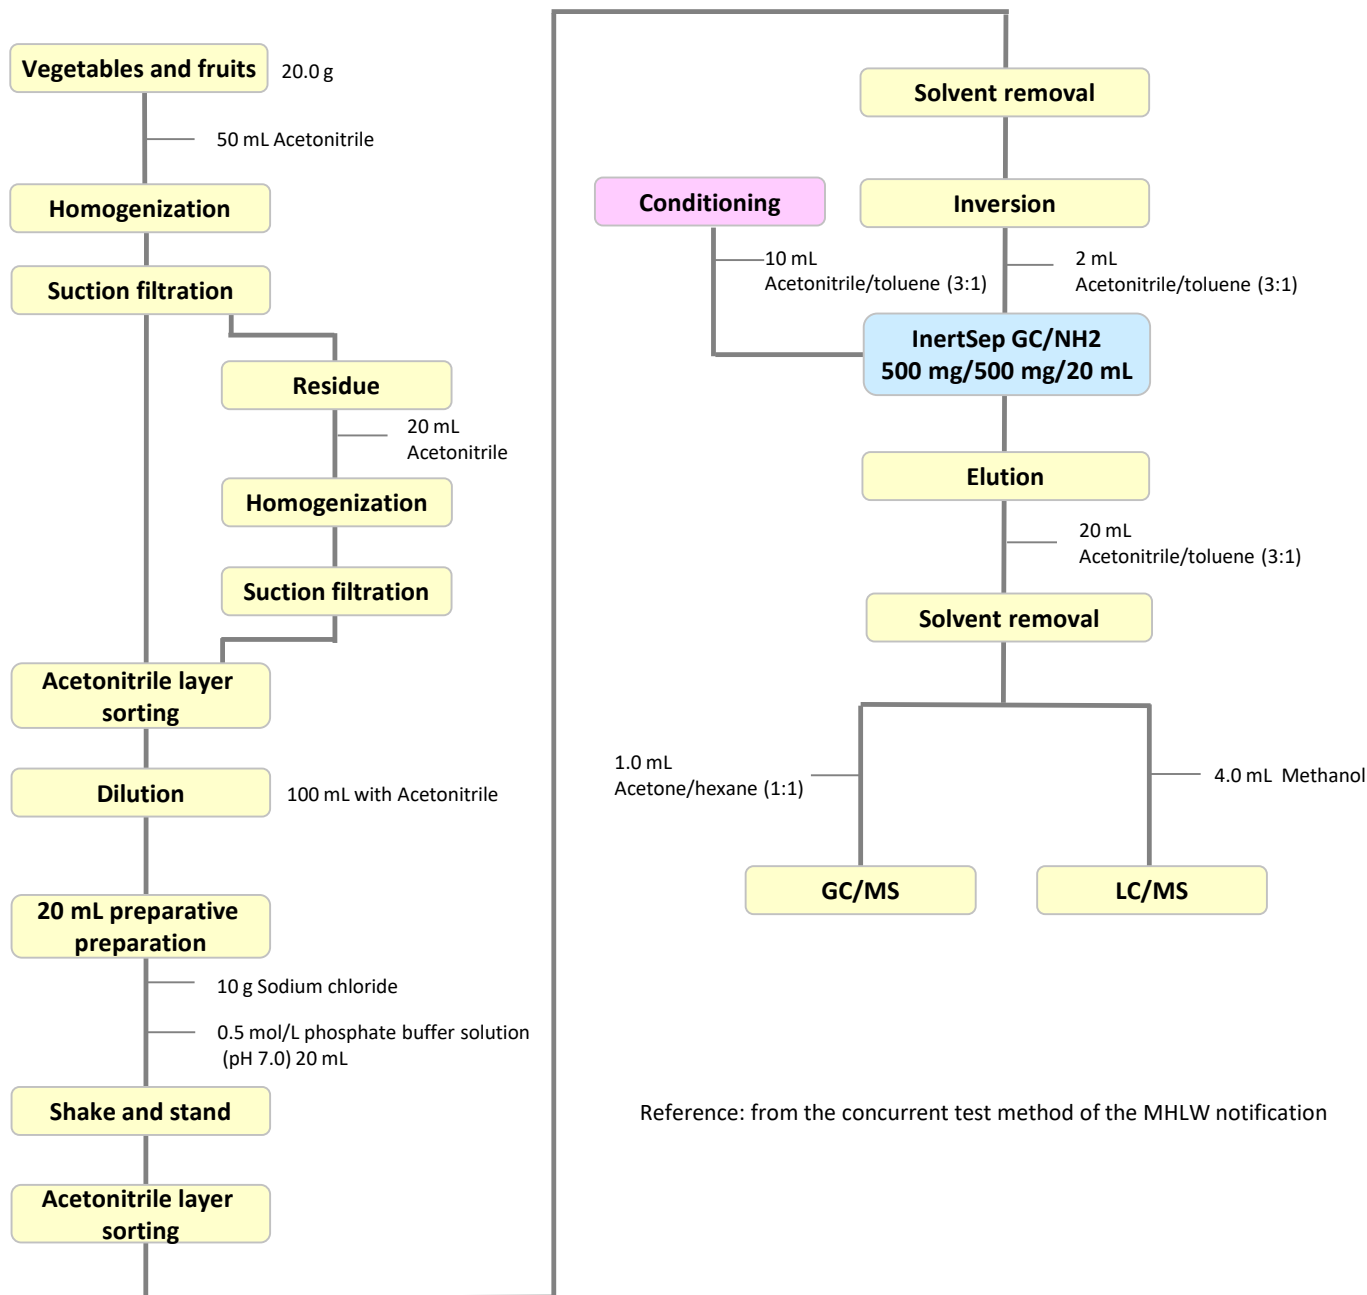 Vegetables and fruits
20.0 g
50 mL Acetonitrile
Homogenization
Suction filtration
Residue
20 mL
Acetonitrile
Homogenization
Suction filtration
Acetonitrile layer
sorting
Dilution
100 mL with Acetonitrile
20 mL preparative
preparation
10 g Sodium chloride
0.5 mol/L phosphate buffer solution
(pH 7.0) 20 mL
Shake and stand
Acetonitrile layer
sorting
Solvent removal
Conditioning
Inversion
10 mL
Acetonitrile/toluene (3:1)
2 mL
Acetonitrile/toluene (3:1)
InertSep GC/NH2
500 mg/500 mg/20 mL
Elution
20 mL
Acetonitrile/toluene (3:1)
Solvent removal
1.0 mL
Acetone/hexane (1:1)
4.0 mL Methanol
GC/MS
LC/MS
Reference: from the concurrent test method of the MHLW notification